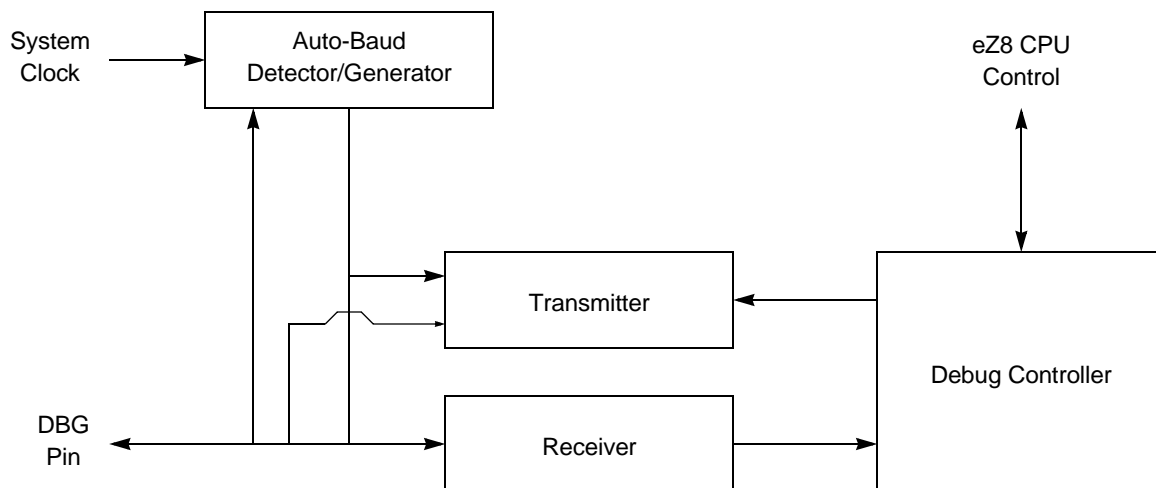 System
Clock
Auto-Baud
Detector/Generator
eZ8 CPU
Control
Transmitter
Debug Controller
DBG
Pin
Receiver